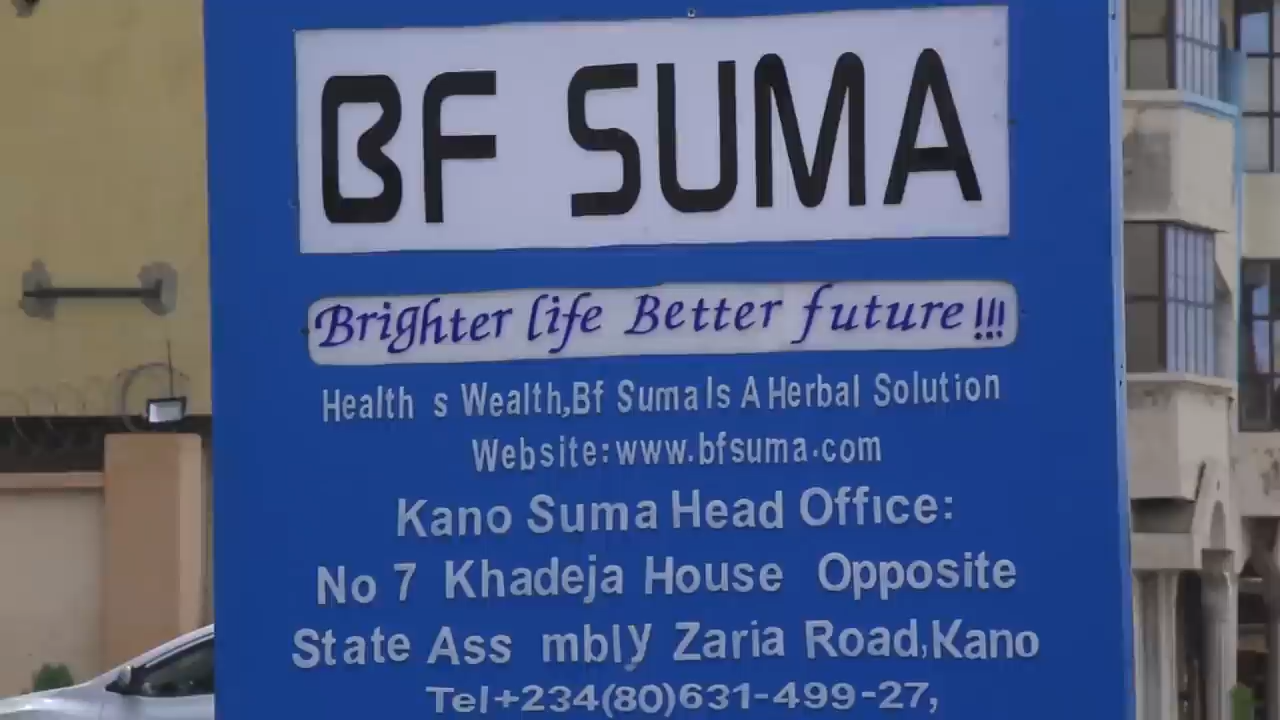 BF SUMA
Brighter life Better future!!!
Health s Wealth,Bf Suma Is A Herbal Solution
Website:www.bfsuma.com
Kano Suma Head Office:
No 7 Khadeja House Opposite
State Ass mbly Zaria Road,Kano
Tel+234(80)631-499-27,